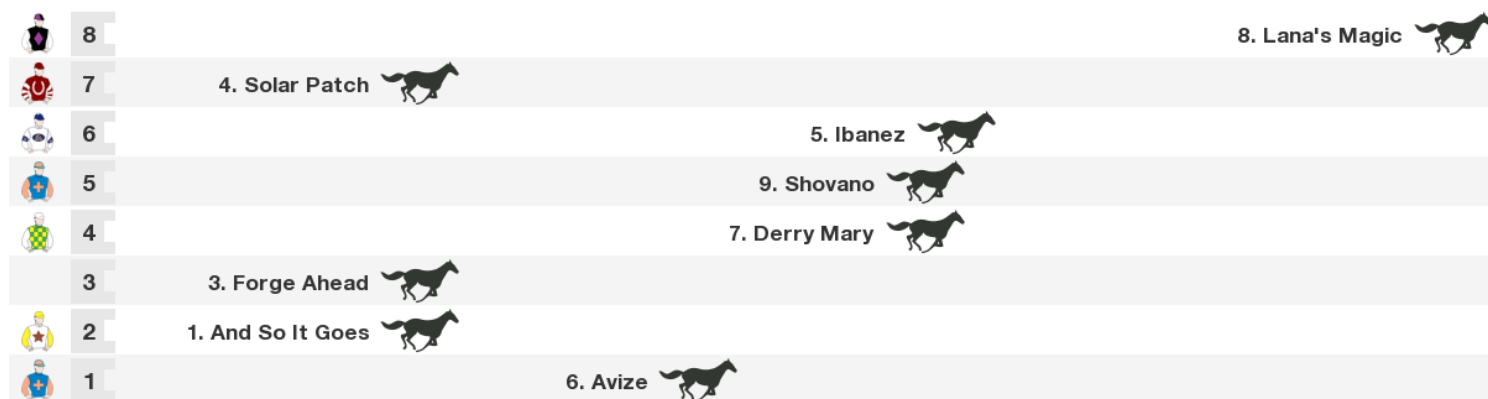 8 8. Lana's Magic
7 4. Solar Patch
6 5. Ibanez
5 9. Shovano
4 7. Derry Mary
3 3. Forge Ahead
2 1. And So It Goes
1 6. Avize